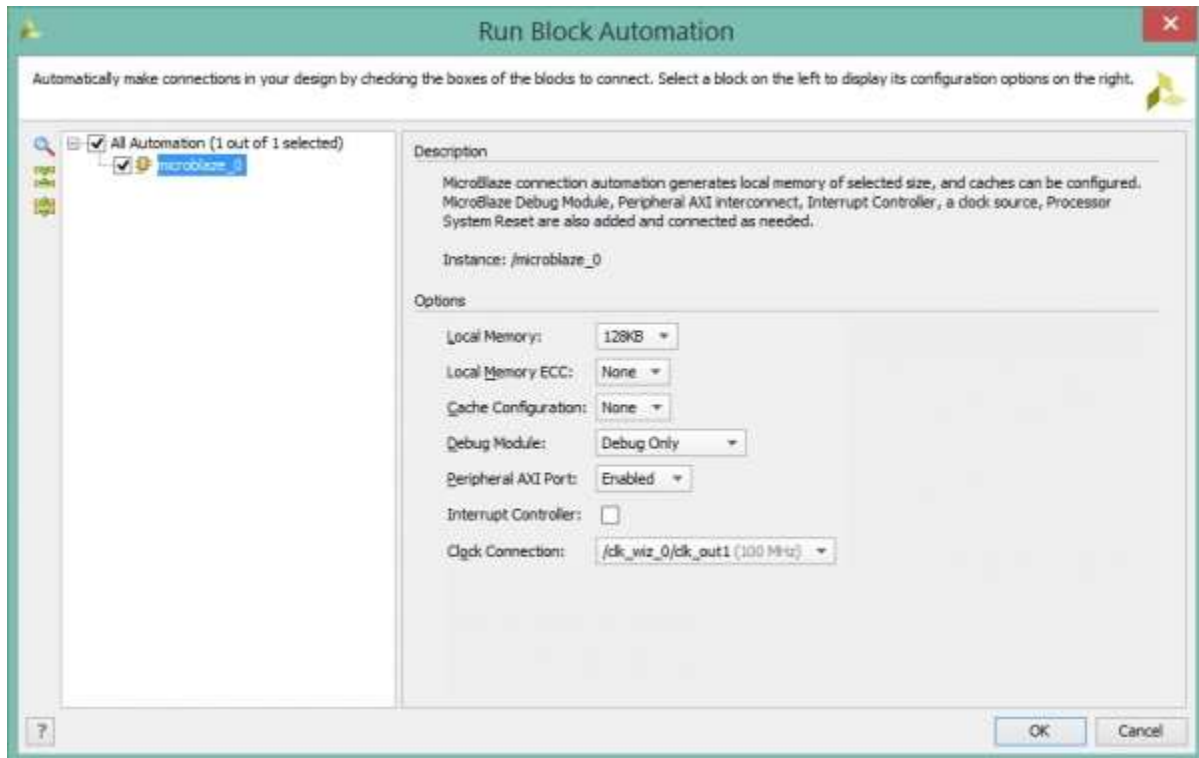 Run Block Automation
Automatically make connections in your design by checking the boxes of the blocks to connect. Select a block on the left to display its configuration options on the right.
All Automation (1 out of 1 selected)
microblaze_0
Description
MicroBlaze connection automation generates local memory of selected size, and caches can be configured.
MicroBlaze Debug Module, Peripheral AXI interconnect, Interrupt Controller, a clock source, Processor
System Reset are also added and connected as needed.
Instance: /microblaze_0
Options
Local Memory: 128KB
Local Memory ECC: None
Cache Configuration: None
Debug Module: Debug Only
Peripheral AXI Port: Enabled
Interrupt Controller:
Clock Connection: /clk_wiz_0/clk_out1 (100 MHz)
?
OK Cancel